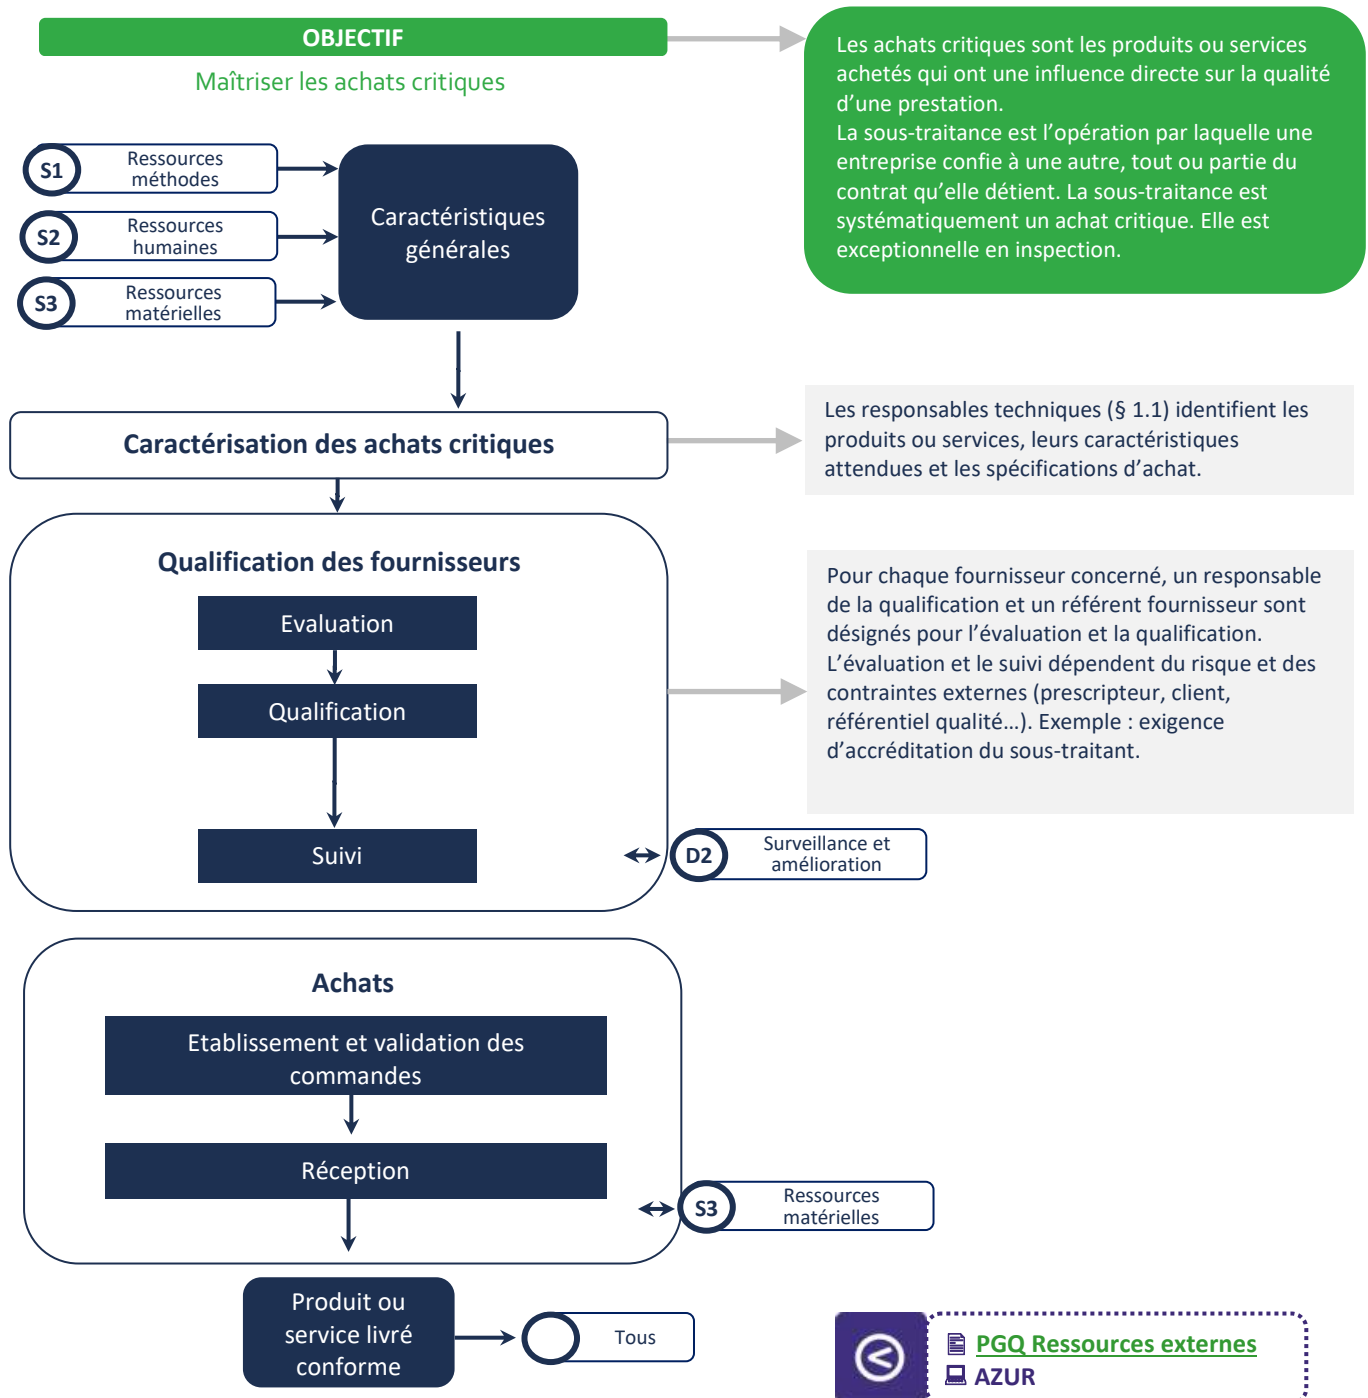 OBJECTIF
Maîtriser les achats critiques
Les achats critiques sont les produits ou services
achetés qui ont une influence directe sur la qualité
d’une prestation.
La sous-traitance est l’opération par laquelle une
entreprise confie à une autre, tout ou partie du
contrat qu’elle détient. La sous-traitance est
systématiquement un achat critique. Elle est
exceptionnelle en inspection.
S1
Ressources
méthodes
S2
Ressources
humaines
S3
Ressources
matérielles
Caractéristiques
générales
Caractérisation des achats critiques
Les responsables techniques (§ 1.1) identifient les
produits ou services, leurs caractéristiques
attendues et les spécifications d’achat.
Qualification des fournisseurs
Evaluation
Qualification
Suivi
Pour chaque fournisseur concerné, un responsable
de la qualification et un référent fournisseur sont
désignés pour l’évaluation et la qualification.
L’évaluation et le suivi dépendent du risque et des
contraintes externes (prescripteur, client,
référentiel qualité…). Exemple : exigence
d’accréditation du sous-traitant.
D2
Surveillance et
amélioration
Achats
Etablissement et validation des
commandes
Réception
S3
Ressources
matérielles
Produit ou
service livré
conforme
Tous
PGQ Ressources externes
AZUR